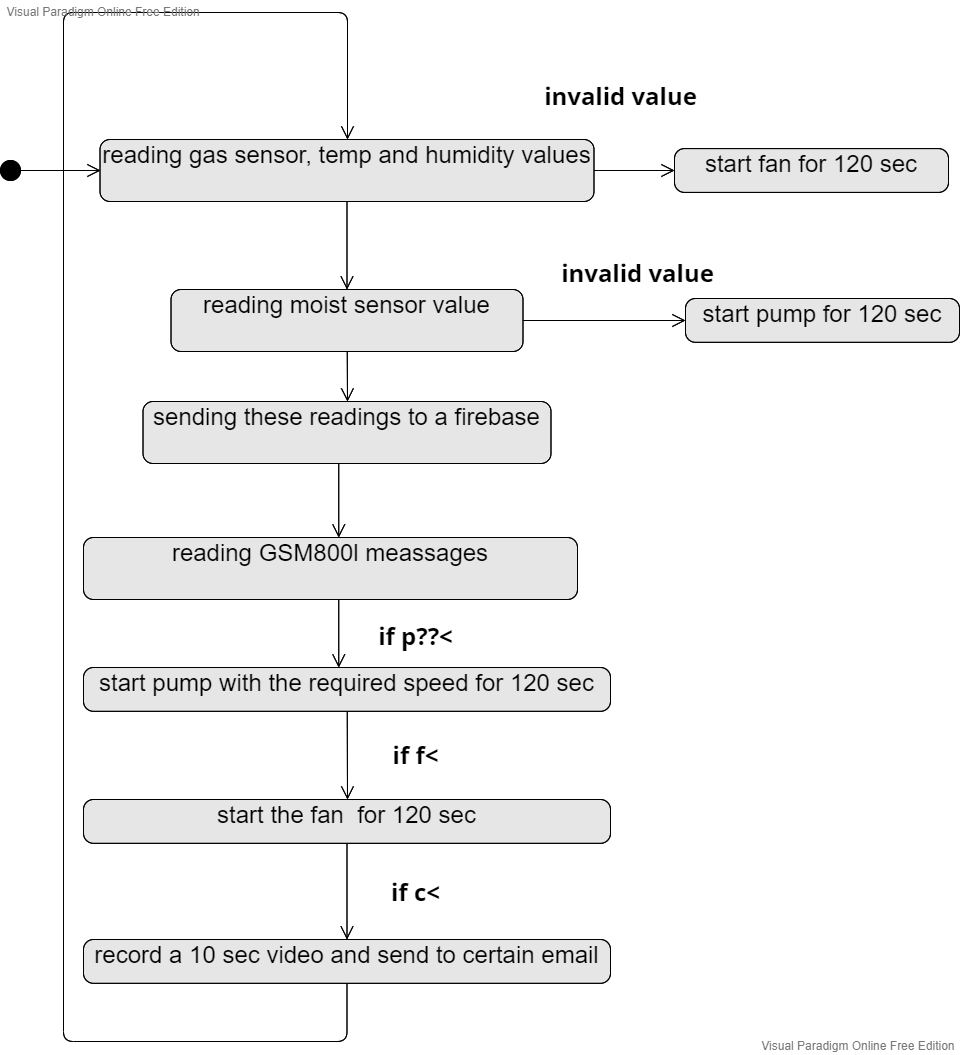 Visual Paradigm Online Free Edition
invalid value
reading gas sensor, temp and humidity values
start fan for 120 sec
invalid value
reading moist sensor value
start pump for 120 sec
sending these readings to a firebase
reading GSM800l meassages
if p??<
start pump with the required speed for 120 sec
if f<
start the fan  for 120 sec
if c<
record a 10 sec video and send to certain email
Visual Paradigm Online Free Edition